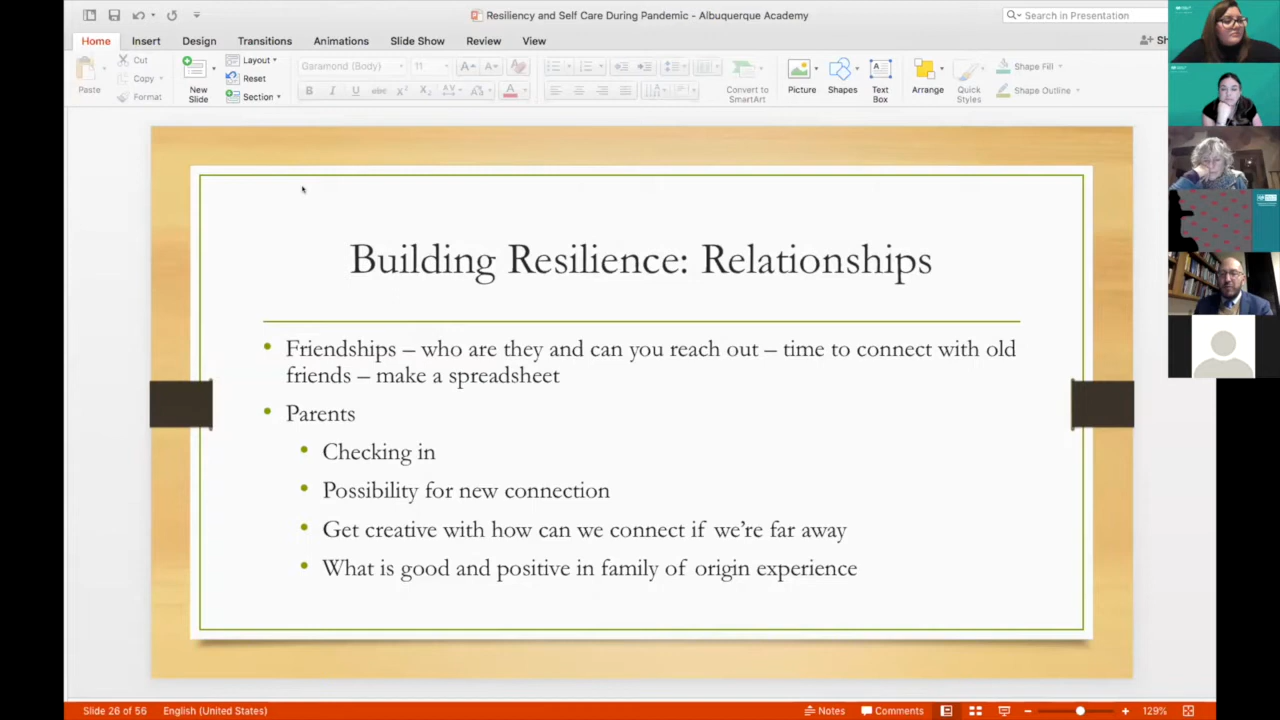 Resiliency and Self Care During Pandemic - Albuquerque Academy
Search in Presentation
Home Insert Design Transitions Animations Slide Show Review View Sh
Paste
Cut
Copy
Format
New Slide
Layout
Reset
Section
Garamond (Body) 11
Convert to SmartArt
Picture
Shapes
Text Box
Arrange
Quick Styles
Shape Fill
Shape Outline
Building Resilience: Relationships
• Friendships – who are they and can you reach out – time to connect with old
friends – make a spreadsheet
• Parents
• Checking in
• Possibility for new connection
• Get creative with how can we connect if we’re far away
• What is good and positive in family of origin experience
Slide 26 of 56 English (United States) Notes Comments 129%